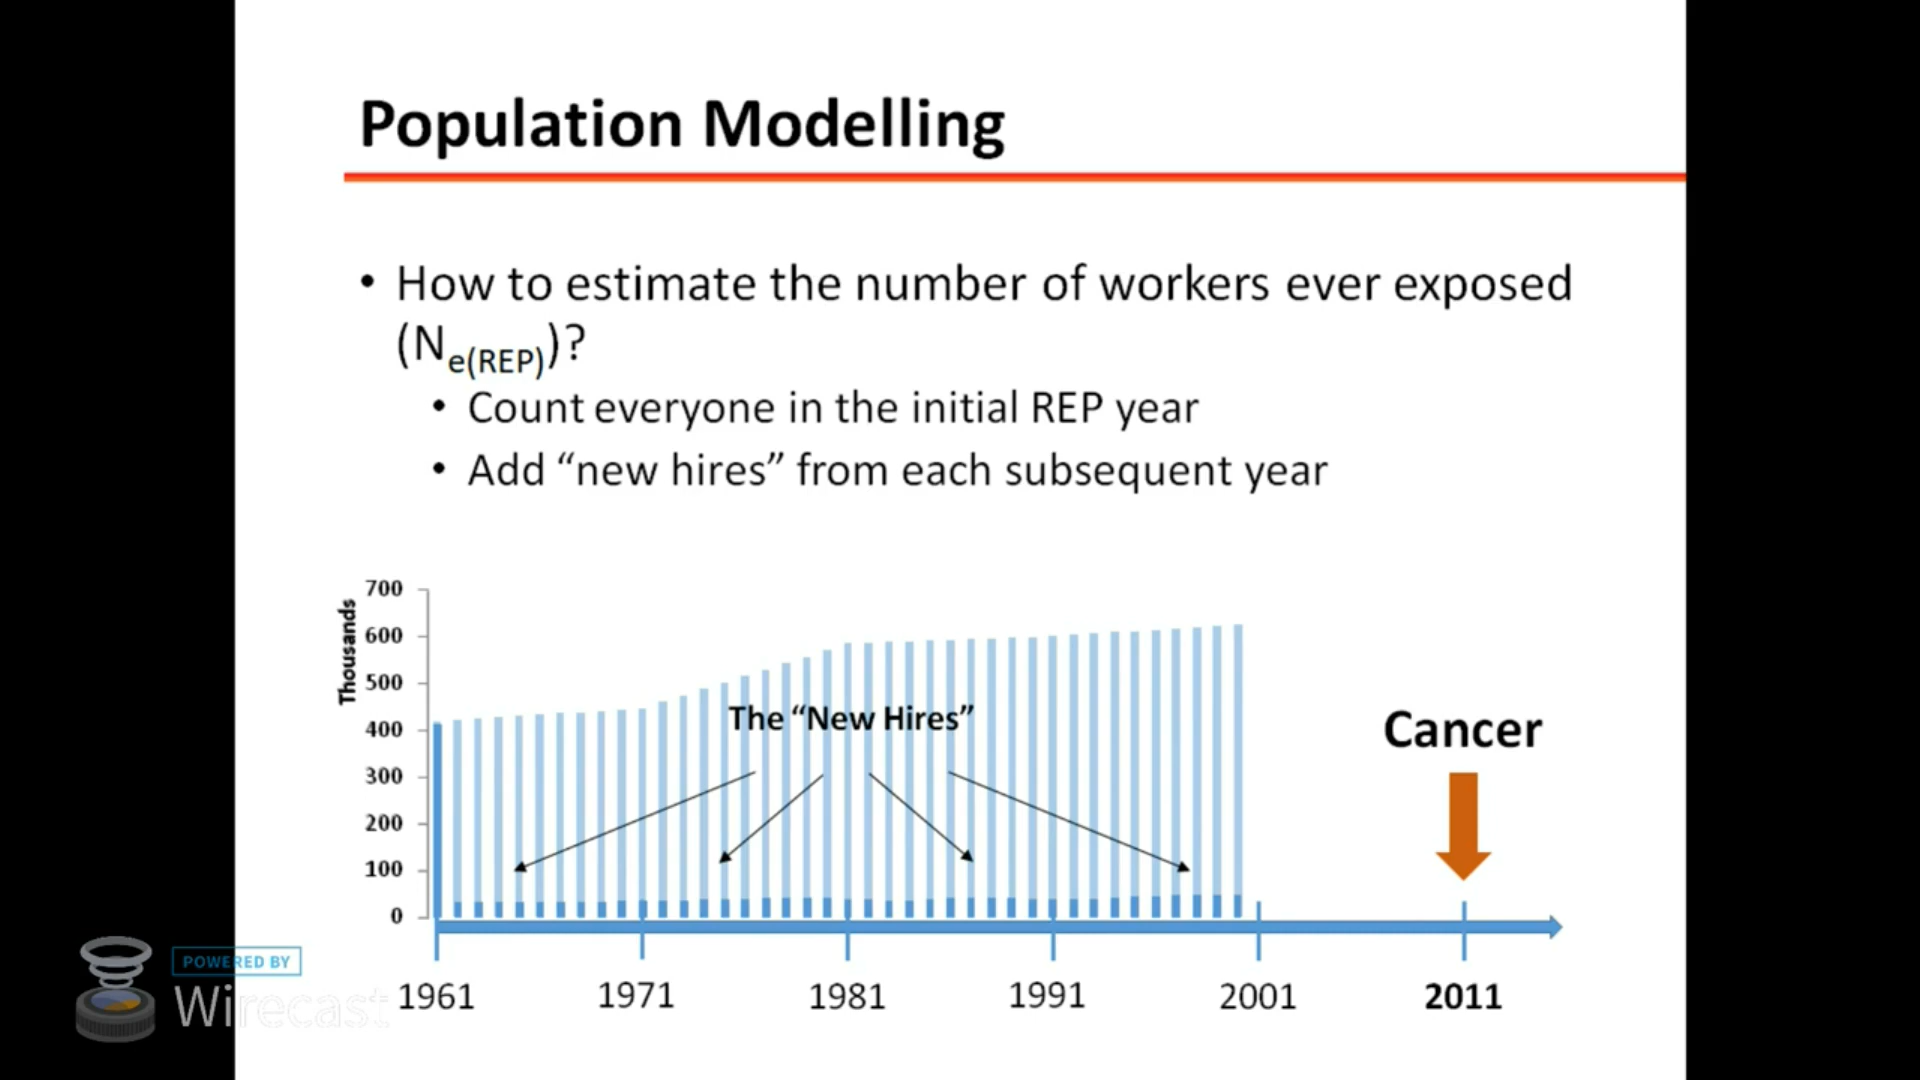 Population Modelling
• How to estimate the number of workers ever exposed
(Ne(REP))?
• Count everyone in the initial REP year
• Add “new hires” from each subsequent year
Thousands
700
600
500
400
300
200
100
0
The “New Hires”
Cancer
1961
1971
1981
1991
2001
2011
POWERED BY
Wirecast